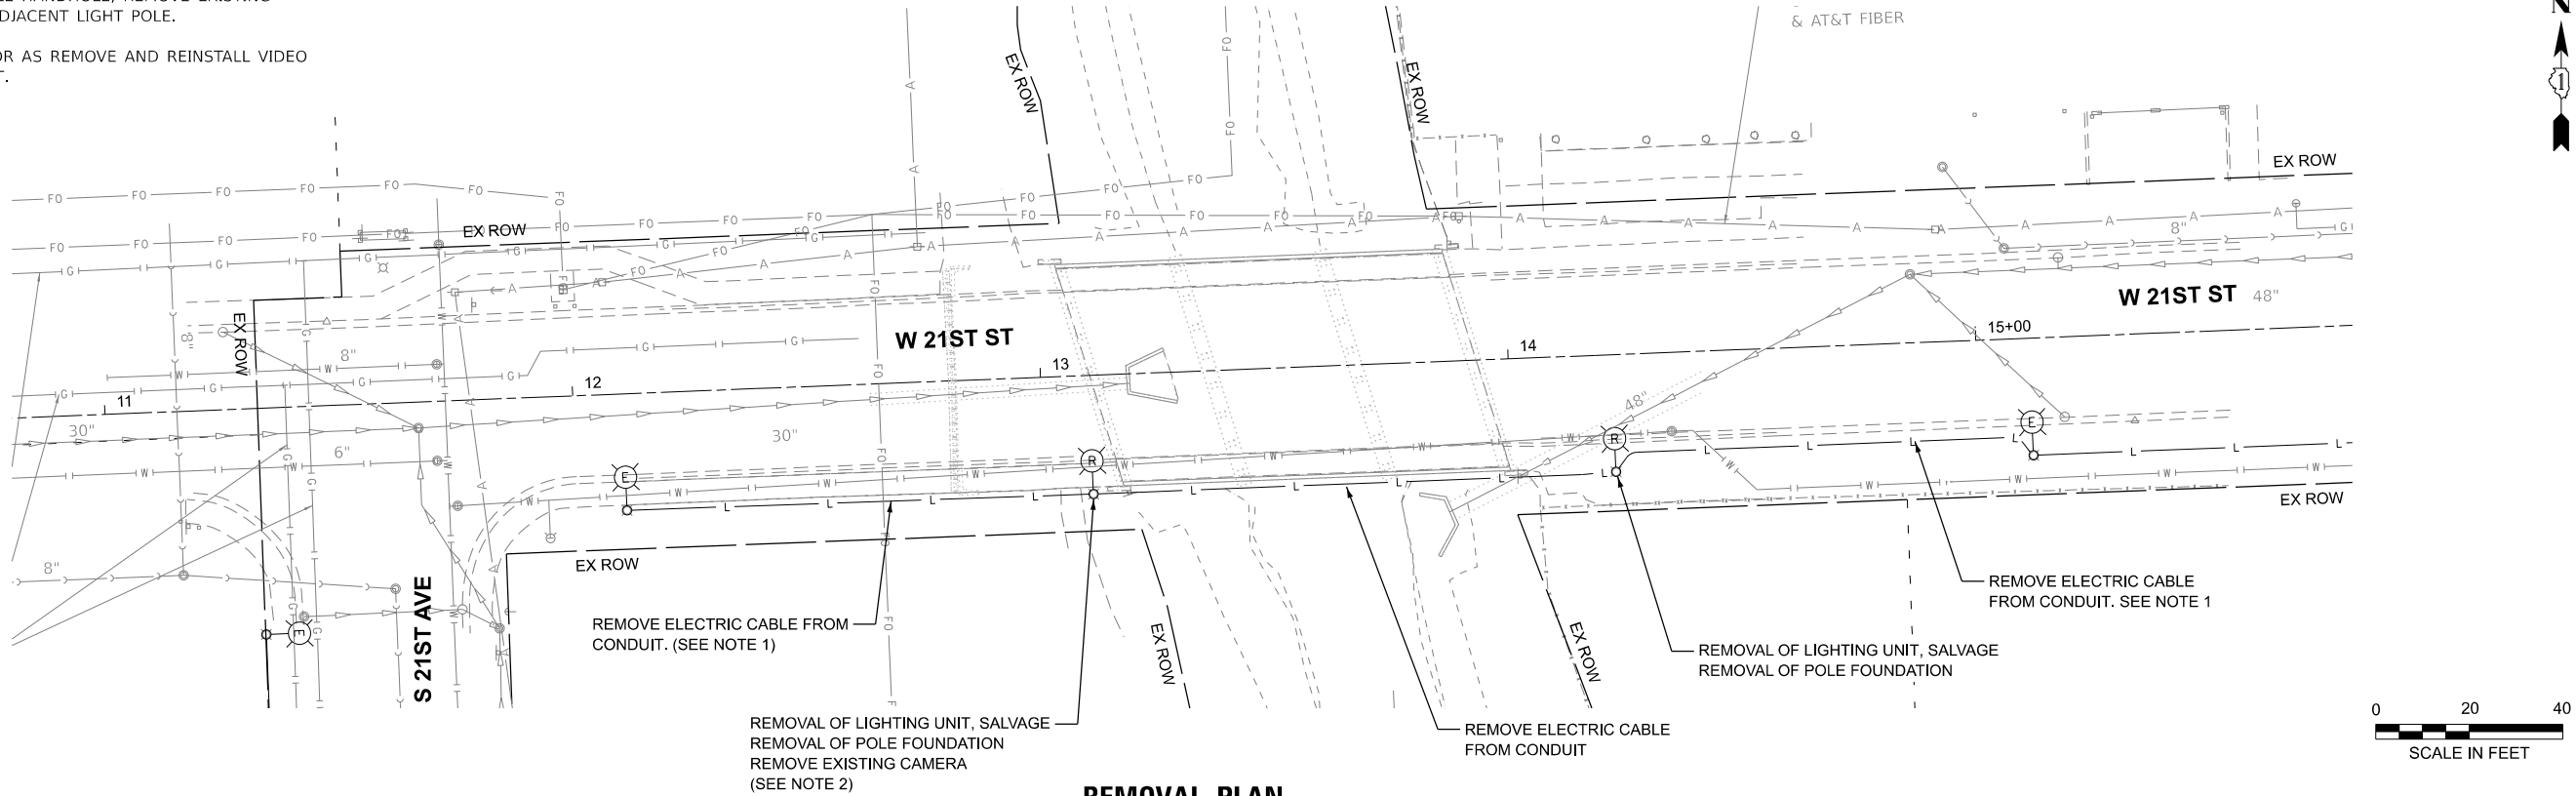 REMOVE EXISTING
DJACENT LIGHT POLE.
OR AS REMOVE AND REINSTALL VIDEO
T.
& AT&T FIBER
N
1
EX ROW
EX ROW
EX ROW
EX ROW
EX ROW
8"
W 21ST ST
48"
W 21ST ST
15+00
14
13
12
11
8"
8"
30"
6"
30"
48"
8"
EX ROW
EX ROW
EX ROW
EX ROW
S 21ST AVE
REMOVE ELECTRIC CABLE FROM
CONDUIT. (SEE NOTE 1)
REMOVAL OF LIGHTING UNIT, SALVAGE
REMOVAL OF POLE FOUNDATION
REMOVE EXISTING CAMERA
(SEE NOTE 2)
REMOVE ELECTRIC CABLE
FROM CONDUIT
REMOVAL OF LIGHTING UNIT, SALVAGE
REMOVAL OF POLE FOUNDATION
REMOVE ELECTRIC CABLE
FROM CONDUIT. SEE NOTE 1
0 20 40
SCALE IN FEET
REMOVAL PLAN